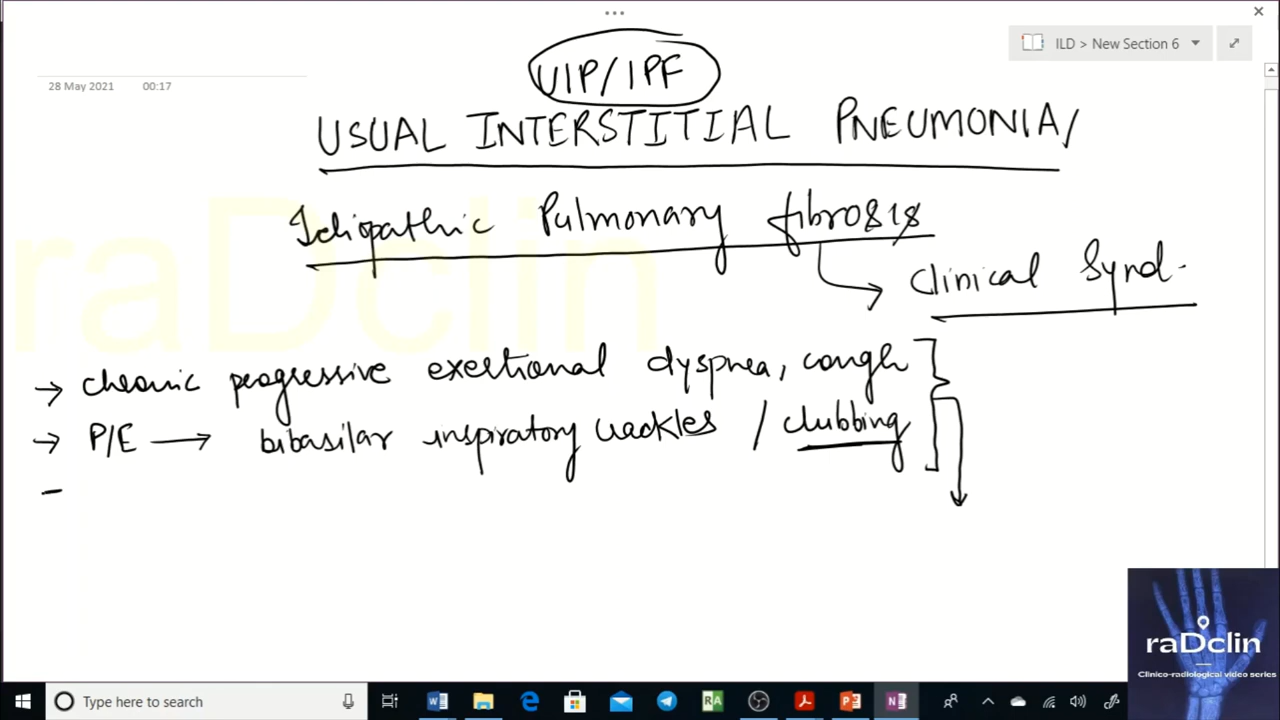 ILD > New Section 6
UIP/IPF
28 May 2021 00:17
USUAL INTERSTITIAL PNEUMONIA/
Idiopathic Pulmonary fibrosis
→ Clinical Synd.
raDclin
→ chronic progressive exertional dyspnea, cough
→ P/E → bibasilar inspiratory crackles / clubbing
–
raDclin
Clinico-radiological video series
Type here to search